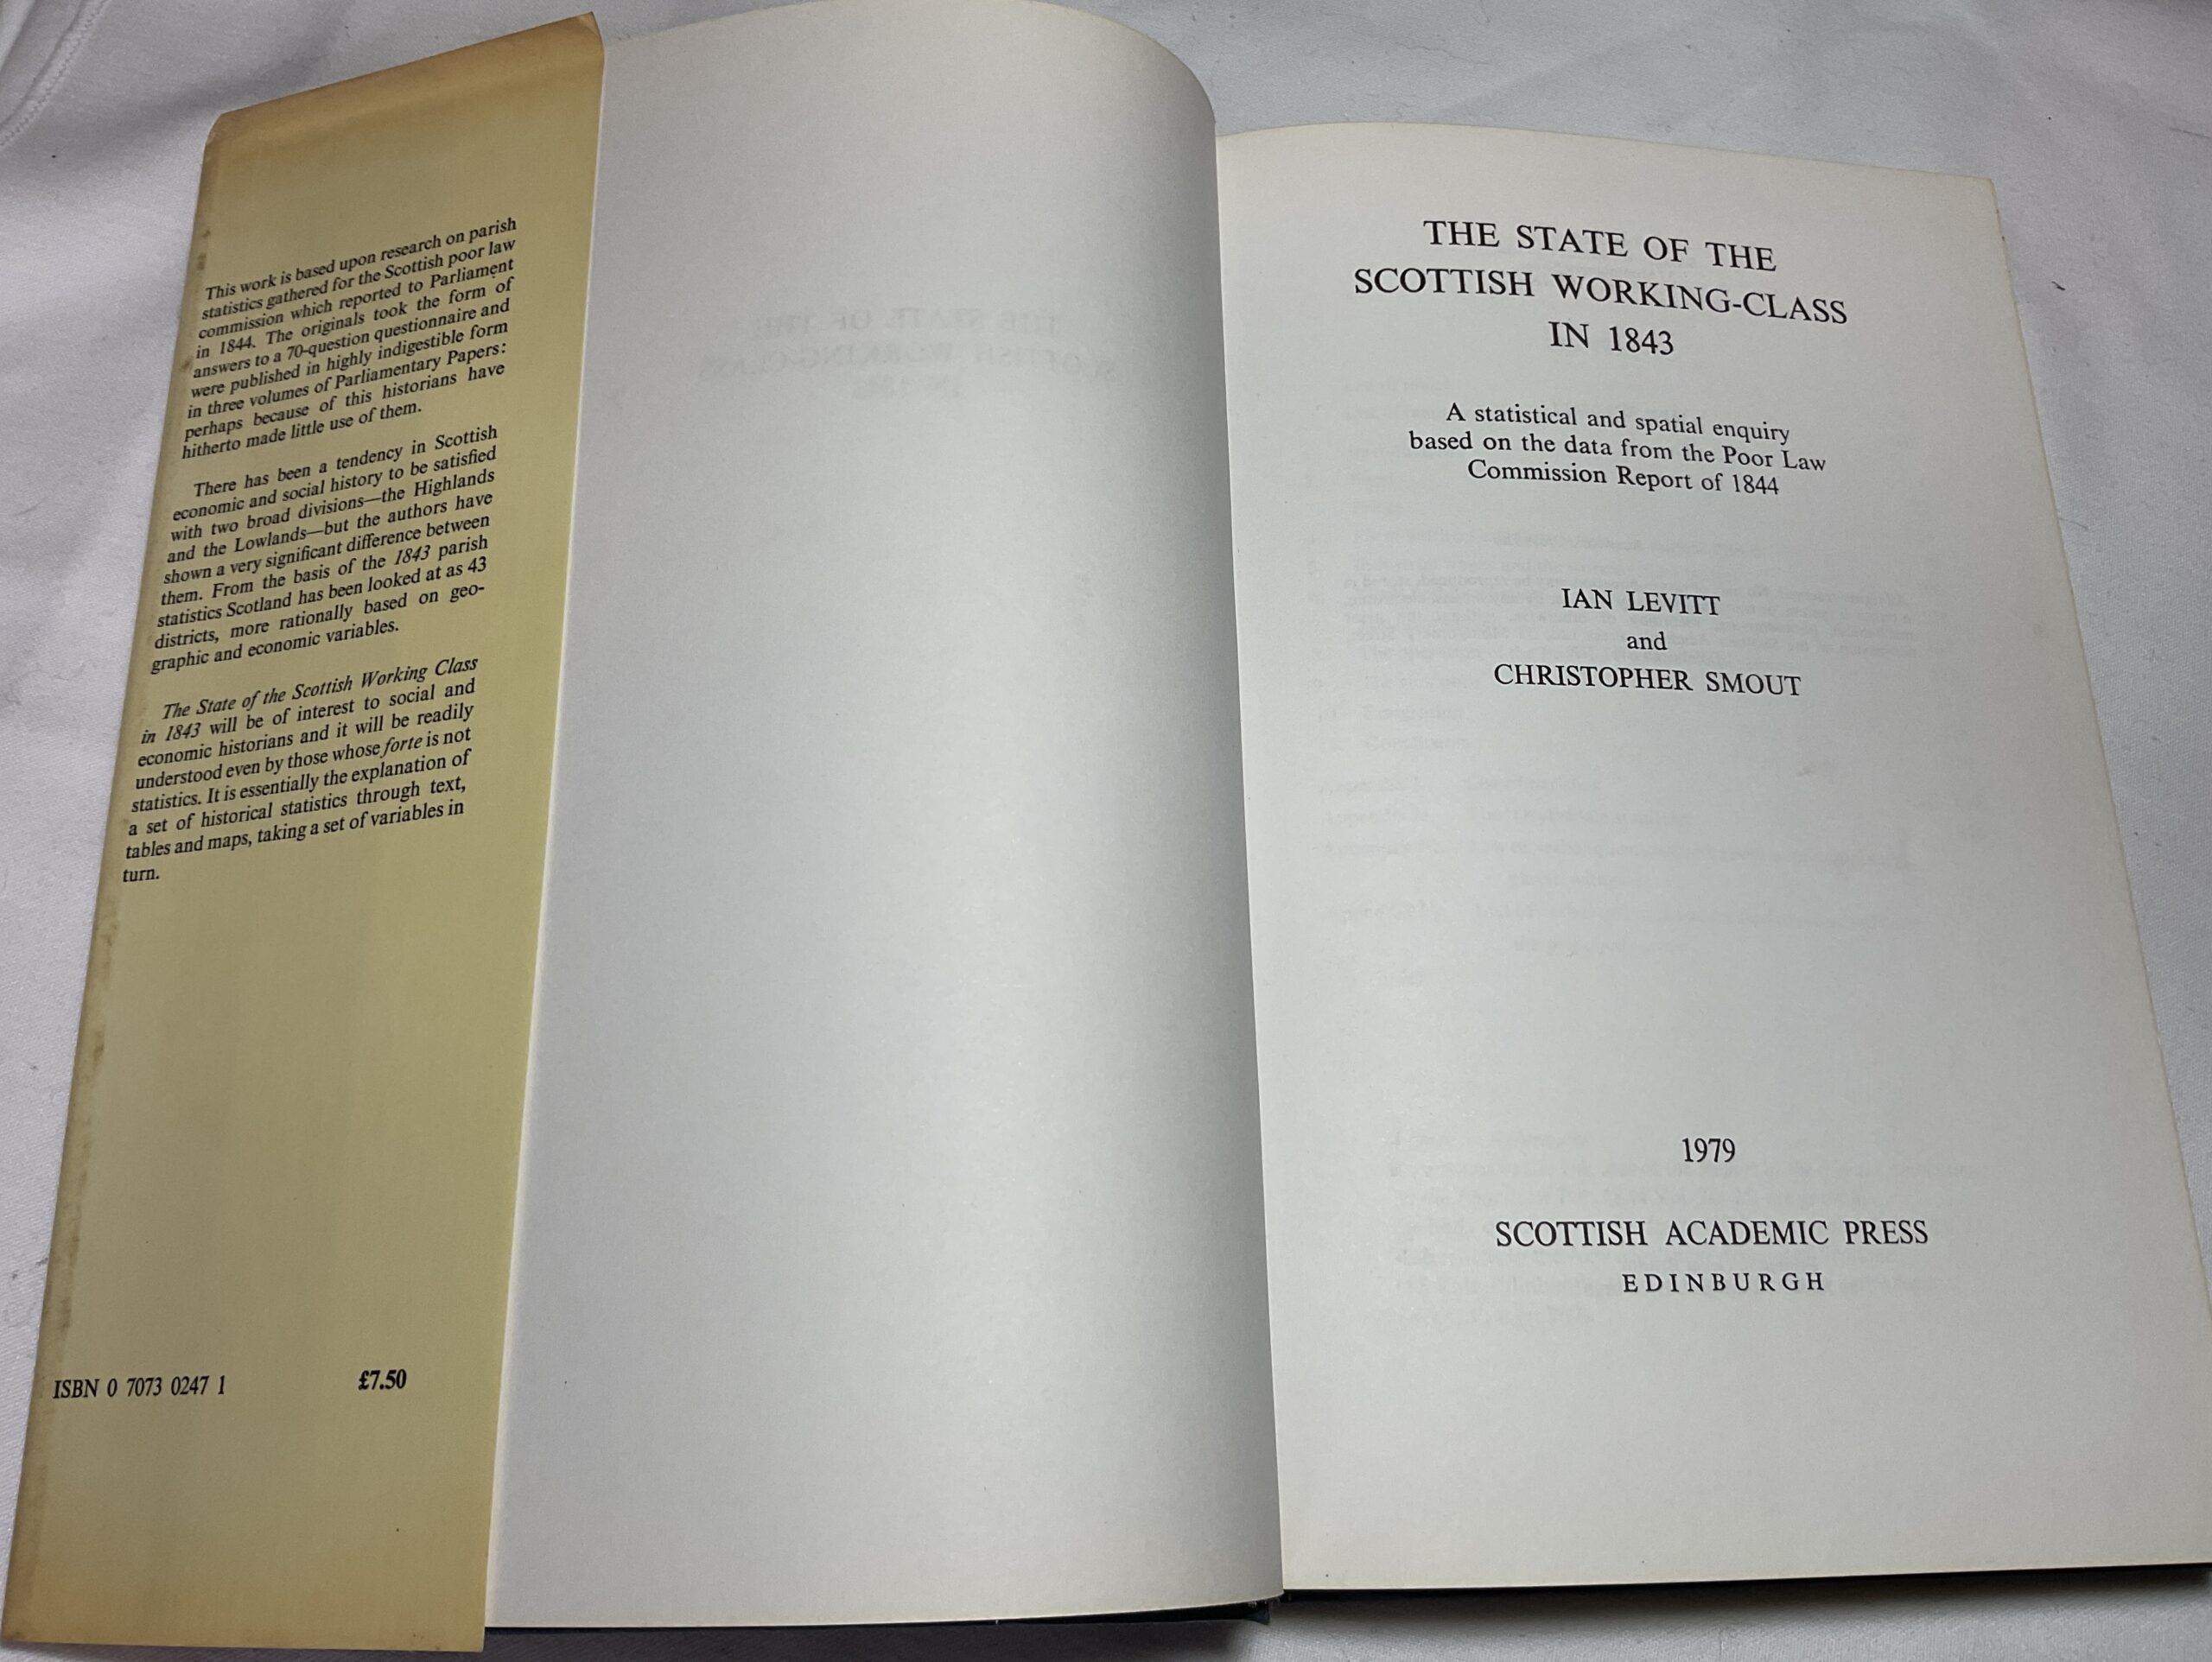 This work is based upon research on parish
statistics gathered for the Scottish poor law
commission which reported to Parliament
in 1844. The originals took the form of
answers to a 70-question questionnaire and
were published in highly indigestible form
in three volumes of Parliamentary Papers:
perhaps because of this historians have
hitherto made little use of them.
There has been a tendency in Scottish
economic and social history to be satisfied
with two broad divisions—the Highlands
and the Lowlands—but the authors have
shown a very significant difference between
them. From the basis of the 1843 parish
statistics Scotland has been looked at as 43
districts, more rationally based on geo-
graphic and economic variables.
The State of the Scottish Working Class
in 1843 will be of interest to social and
economic historians and it will be readily
understood even by those whose forte is not
statistics. It is essentially the explanation of
a set of historical statistics through text,
tables and maps, taking a set of variables in
turn.
ISBN 0 7073 0247 1 £7.50
THE STATE OF THE
SCOTTISH WORKING-CLASS
IN 1843
A statistical and spatial enquiry
based on the data from the Poor Law
Commission Report of 1844
IAN LEVITT
and
CHRISTOPHER SMOUT
1979
SCOTTISH ACADEMIC PRESS
EDINBURGH